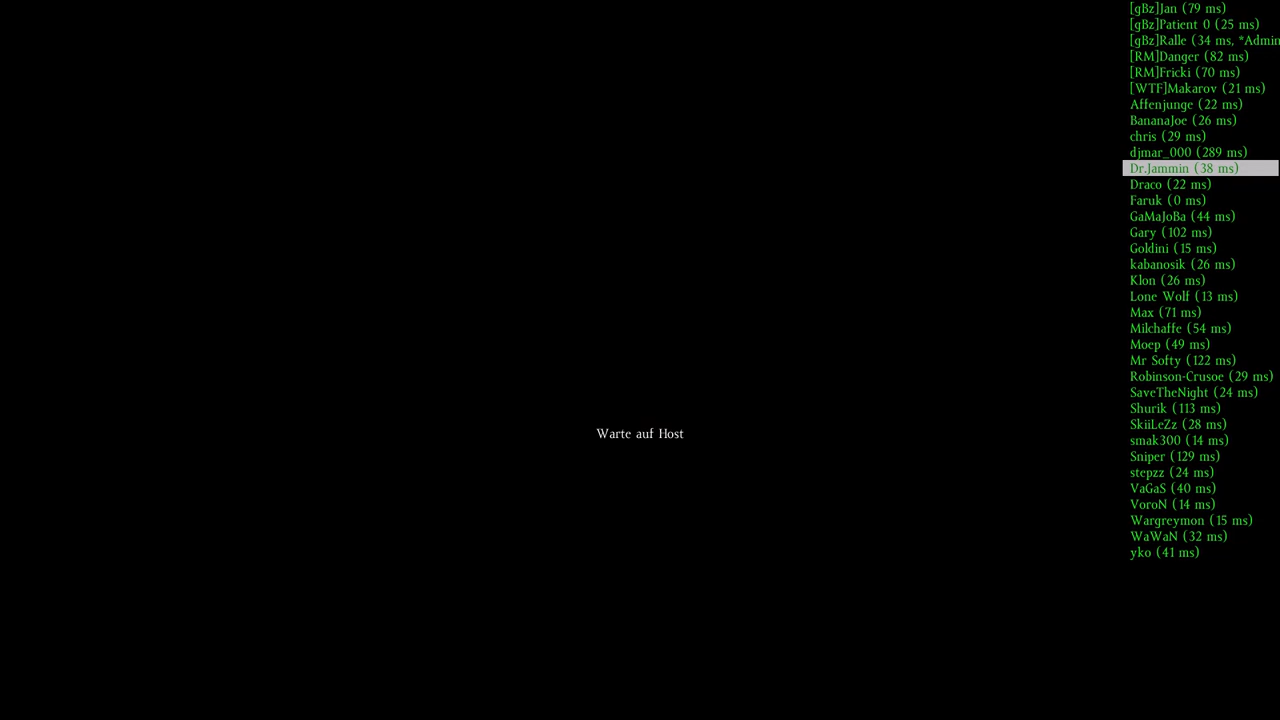 [gBz]Jan (79 ms)
[gBz]Patient 0 (25 ms)
[gBz]Ralle (34 ms, *Admin
[RM]Danger (82 ms)
[RM]Fricki (70 ms)
[WTF]Makarov (21 ms)
Affenjunge (22 ms)
BananaJoe (26 ms)
chris (29 ms)
djmar_000 (289 ms)
Dr.Jammin (38 ms)
Draco (22 ms)
Faruk (0 ms)
GaMaJoBa (44 ms)
Gary (102 ms)
Goldini (15 ms)
kabanosik (26 ms)
Klon (26 ms)
Lone Wolf (13 ms)
Max (71 ms)
Milchaffe (54 ms)
Moep (49 ms)
Mr Softy (122 ms)
Robinson-Crusoe (29 ms)
SaveTheNight (24 ms)
Shurik (113 ms)
SkiiLeZz (28 ms)
Warte auf Host
smak300 (14 ms)
Sniper (129 ms)
stepzz (24 ms)
VaGaS (40 ms)
VoroN (14 ms)
Wargreymon (15 ms)
WaWaN (32 ms)
yko (41 ms)